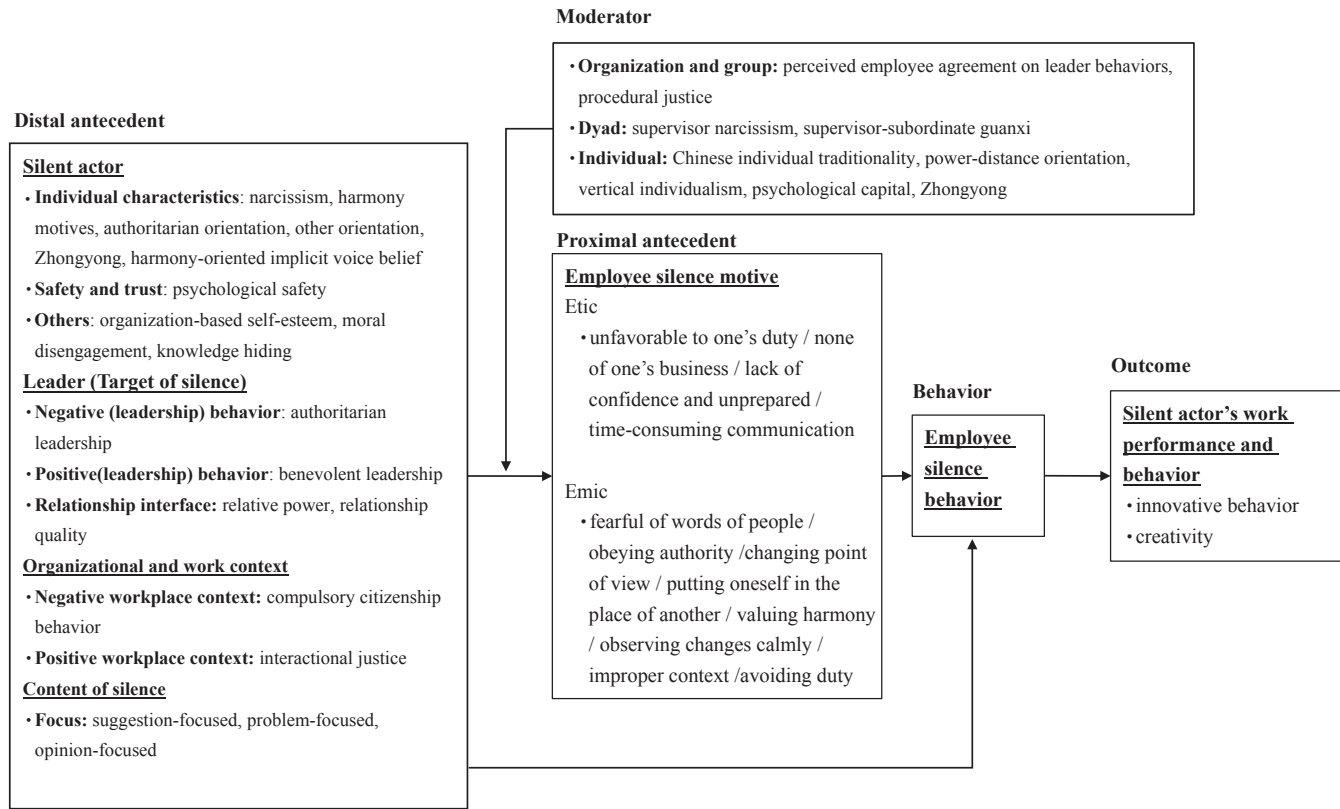 Moderator
・Organization and group: perceived employee agreement on leader behaviors,
procedural justice
・Dyad: supervisor narcissism, supervisor-subordinate guanxi
・Individual: Chinese individual traditionality, power-distance orientation,
vertical individualism, psychological capital, Zhongyong
Distal antecedent
Silent actor
・Individual characteristics: narcissism, harmony
motives, authoritarian orientation, other orientation,
Zhongyong, harmony-oriented implicit voice belief
・Safety and trust: psychological safety
・Others: organization-based self-esteem, moral
disengagement, knowledge hiding
Leader (Target of silence)
・Negative (leadership) behavior: authoritarian
leadership
・Positive(leadership) behavior: benevolent leadership
・Relationship interface: relative power, relationship
quality
Organizational and work context
・Negative workplace context: compulsory citizenship
behavior
・Positive workplace context: interactional justice
Content of silence
・Focus: suggestion-focused, problem-focused,
opinion-focused
Proximal antecedent
Employee silence motive
Etic
・unfavorable to one’s duty / none
of one’s business / lack of
confidence and unprepared /
time-consuming communication
Emic
・fearful of words of people /
obeying authority /changing point
of view / putting oneself in the
place of another / valuing harmony
/ observing changes calmly /
improper context /avoiding duty
Behavior
Employee
silence
behavior
Outcome
Silent actor’s work
performance and
behavior
・innovative behavior
・creativity